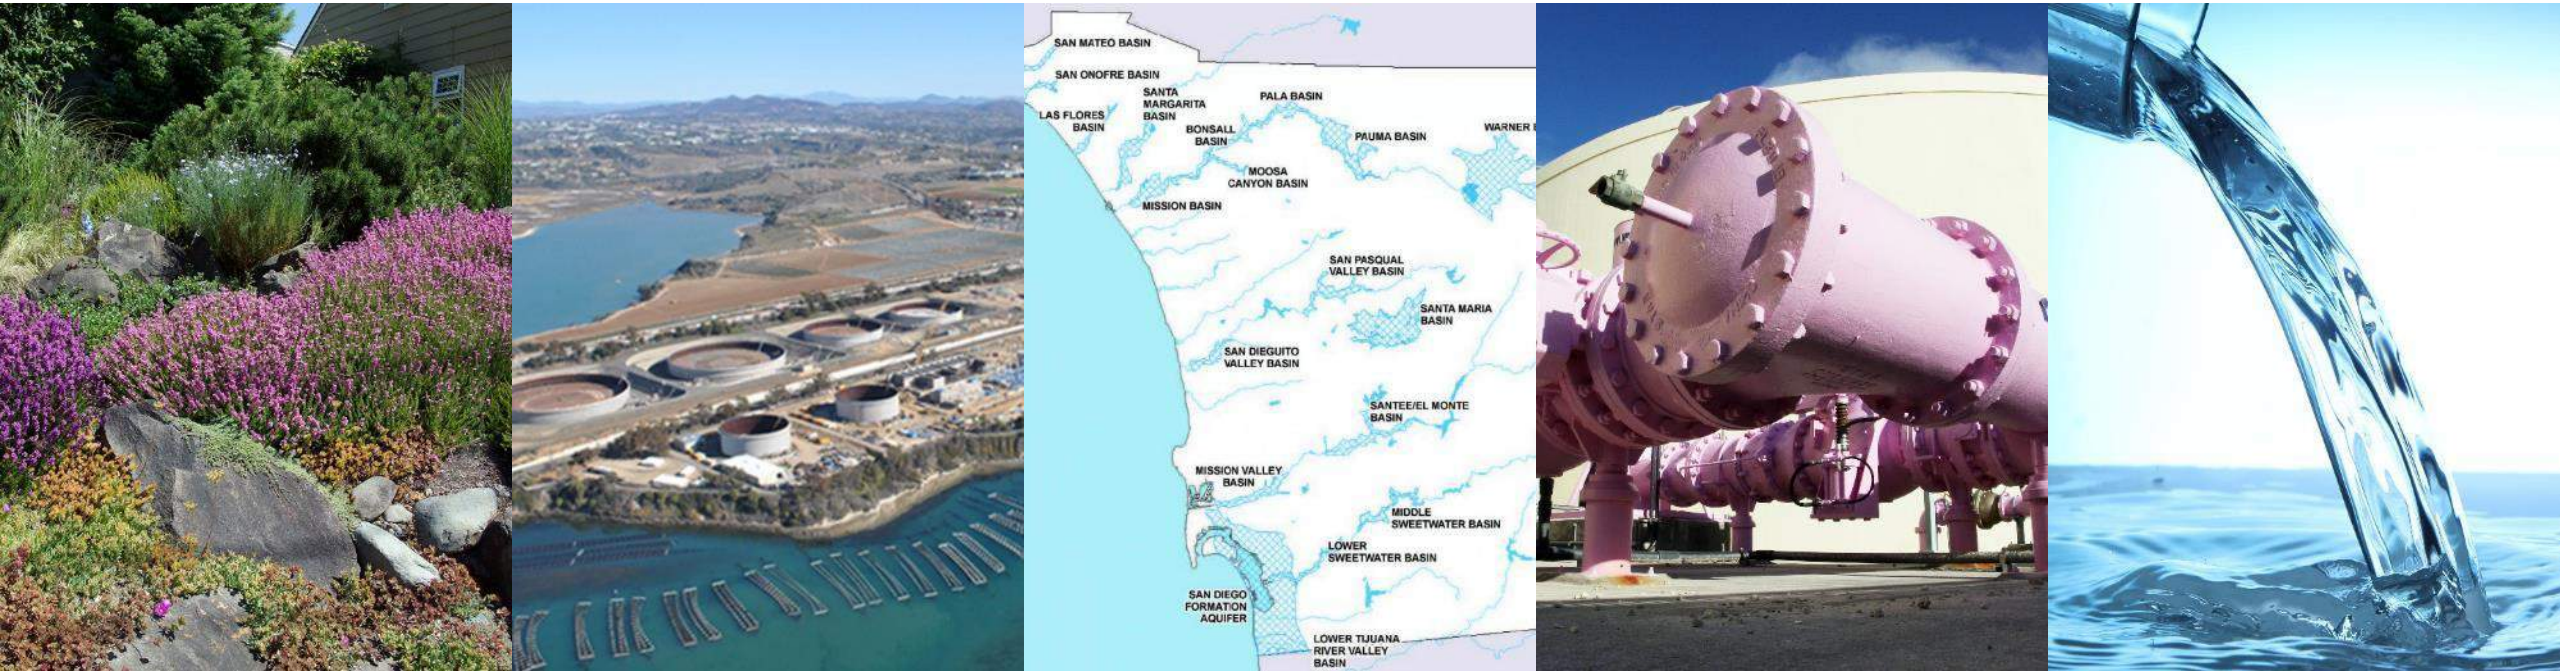 SAN MATEO BASIN
SAN ONOFRE BASIN
SANTA
MARGARITA
BASIN
PALA BASIN
LAS FLORES
BASIN
BONSALL
BASIN
PAUMA BASIN
WARNER
MOOSA
CANYON BASIN
MISSION BASIN
SAN PASQUAL
VALLEY BASIN
SANTA MARIA
BASIN
SAN DIEGUITO
VALLEY BASIN
SANTEE/EL MONTE
BASIN
MISSION VALLEY
BASIN
MIDDLE
SWEETWATER BASIN
LOWER
SWEETWATER BASIN
SAN DIEGO
FORMATION
AQUIFER
LOWER TIJUANA
RIVER VALLEY
BASIN